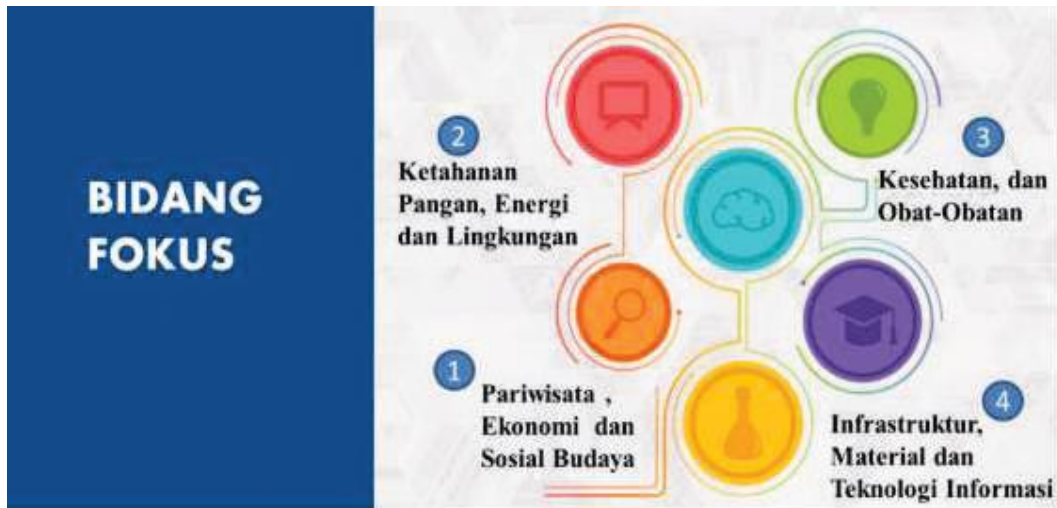 BIDANG
FOKUS
2
Ketahanan
Pangan, Energi
dan Lingkungan
3
Kesehatan, dan
Obat-Obatan
1
Pariwisata ,
Ekonomi dan
Sosial Budaya
4
Infrastruktur,
Material dan
Teknologi Informasi